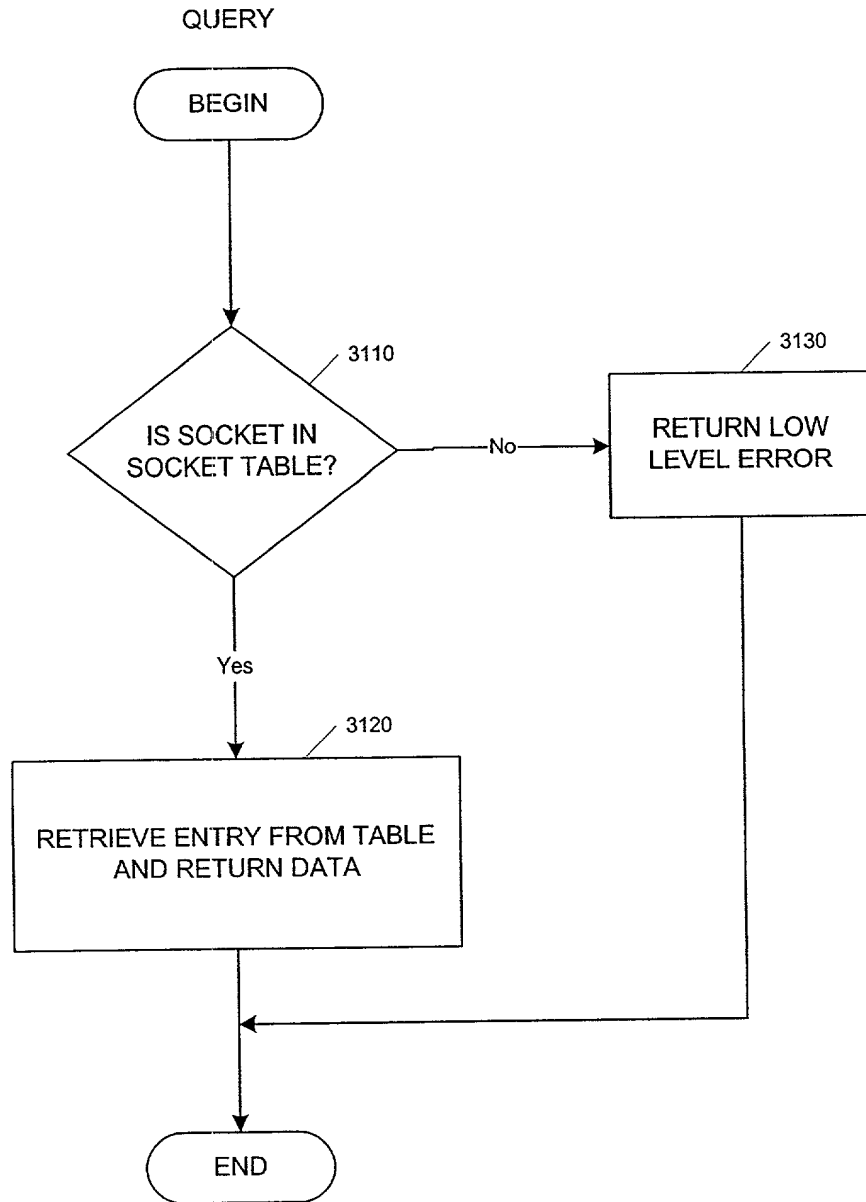 QUERY
BEGIN
3110
IS SOCKET IN
SOCKET TABLE?
No
3130
RETURN LOW
LEVEL ERROR
Yes
3120
RETRIEVE ENTRY FROM TABLE
AND RETURN DATA
END